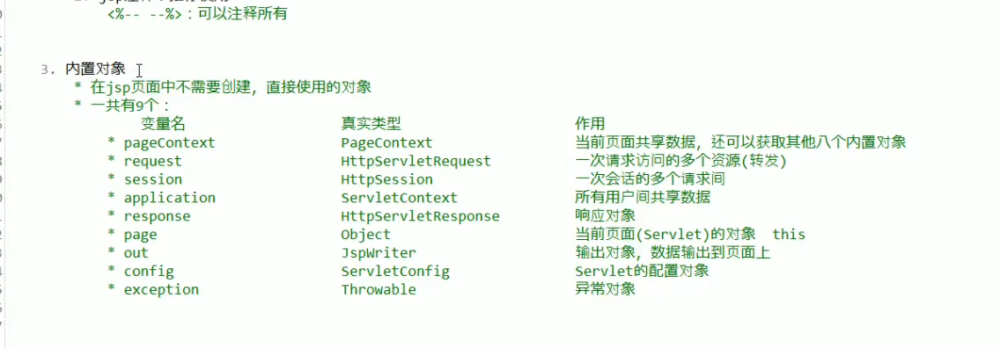 <%-- --%>：可以注释所有
3. 内置对象
* 在jsp页面中不需要创建，直接使用的对象
* 一共有9个：
变量名 真实类型 作用
* pageContext PageContext 当前页面共享数据，还可以获取其他八个内置对象
* request HttpServletRequest 一次请求访问的多个资源(转发)
* session HttpSession 一次会话的多个请求间
* application ServletContext 所有用户间共享数据
* response HttpServletResponse 响应对象
* page Object 当前页面(Servlet)的对象 this
* out JspWriter 输出对象，数据输出到页面上
* config ServletConfig Servlet的配置对象
* exception Throwable 异常对象